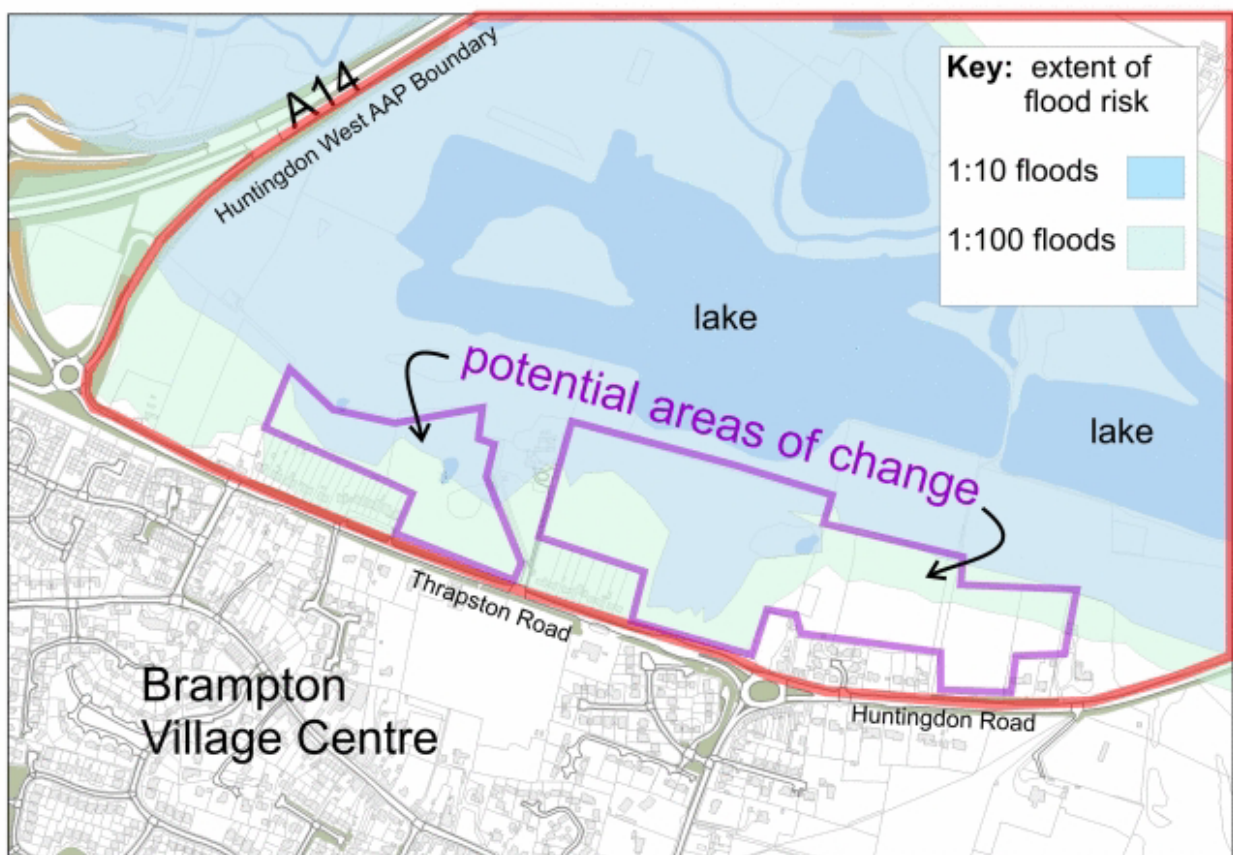 A14
Huntingdon West AAP Boundary
Key: extent of
flood risk
1:10 floods
1:100 floods
lake
potential areas of change
lake
Thrapston Road
Huntingdon Road
Brampton
Village Centre